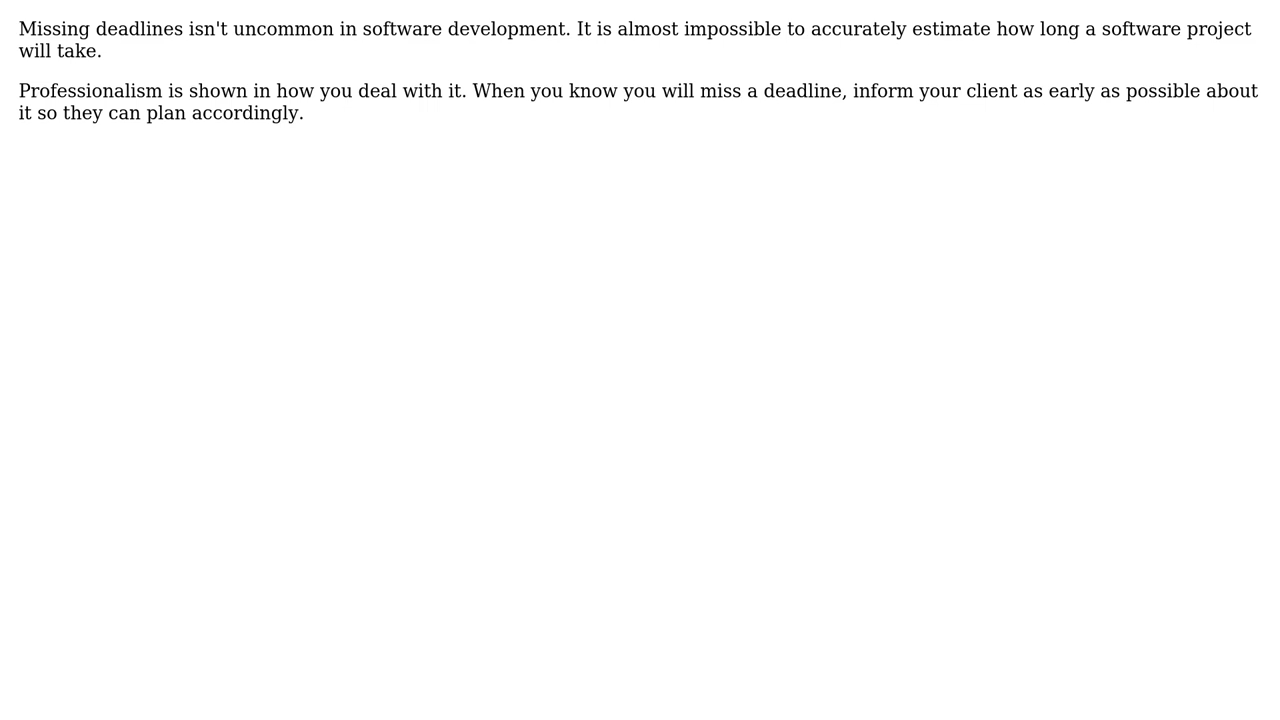 Missing deadlines isn't uncommon in software development. It is almost impossible to accurately estimate how long a software project
will take.
Professionalism is shown in how you deal with it. When you know you will miss a deadline, inform your client as early as possible about
it so they can plan accordingly.